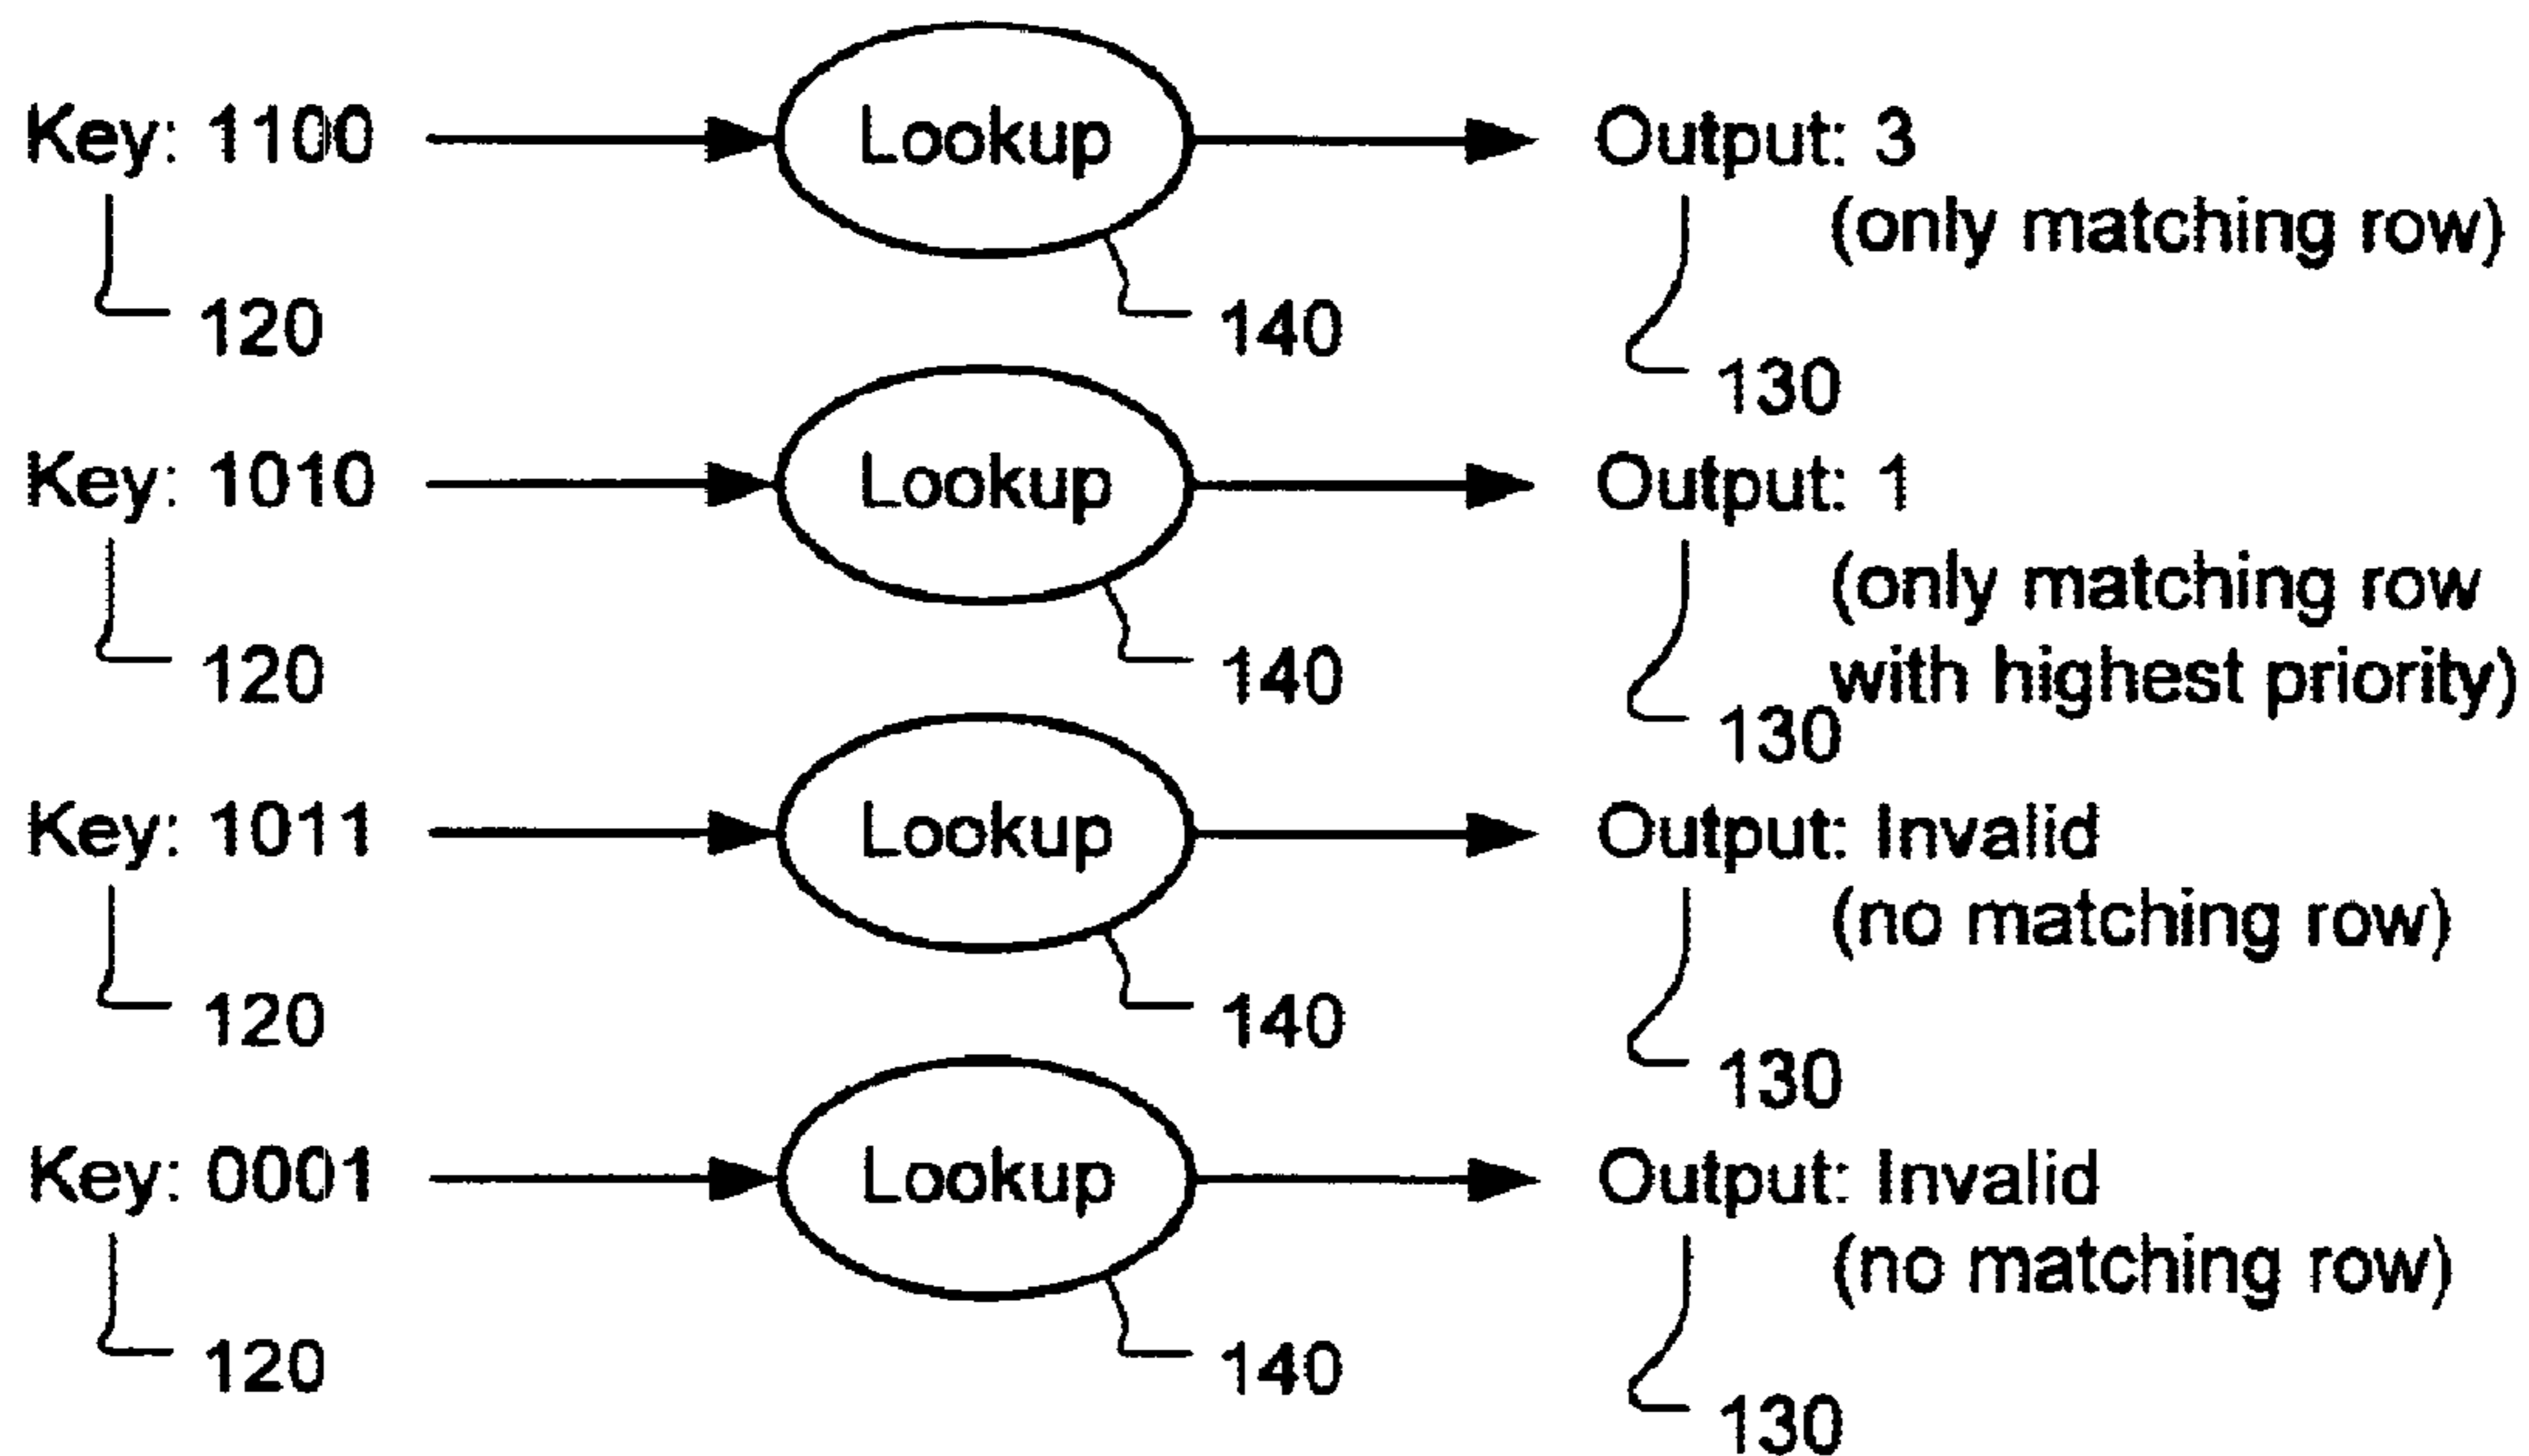 Key: 1100 Lookup Output: 3
(only matching row)
120 140 130
Key: 1010 Lookup Output: 1
(only matching row
with highest priority)
120 140 130
Key: 1011 Lookup Output: Invalid
(no matching row)
120 140 130
Key: 0001 Lookup Output: Invalid
(no matching row)
120 140 130